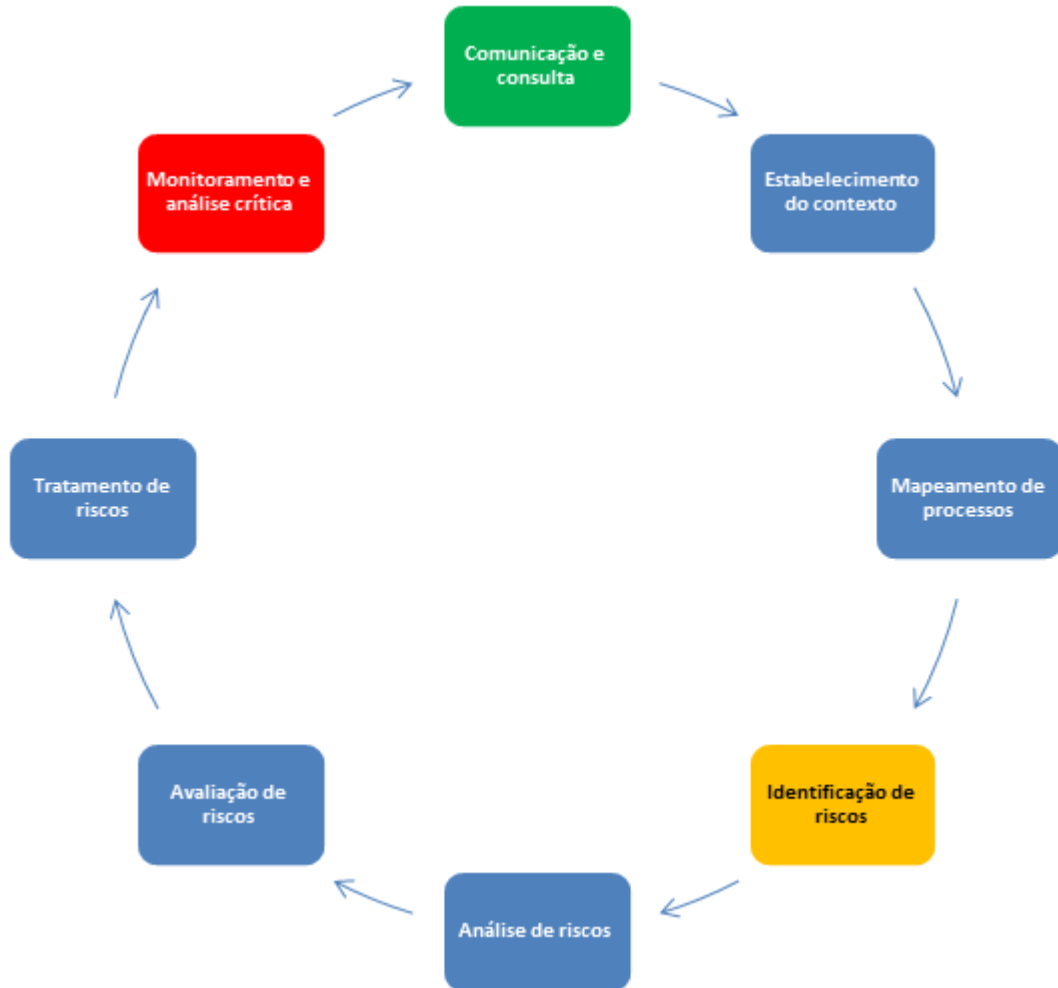 Comunicação e
consulta
Estabelecimento
do contexto
Mapeamento de
processos
Identificação de
riscos
Análise de riscos
Avaliação de
riscos
Tratamento de
riscos
Monitoramento e
análise crítica